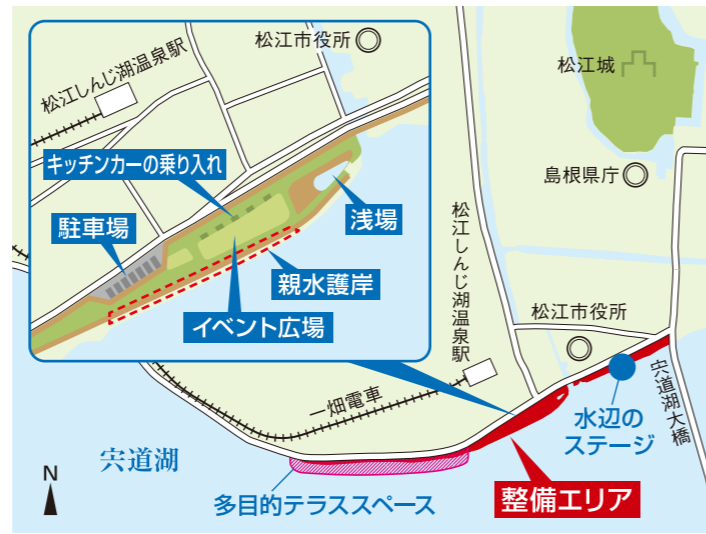 松江市役所
松江しんじ湖温泉駅
キッチンカーの乗り入れ
駐車場
浅場
親水護岸
イベント広場
松江城
島根県庁
松江しんじ湖温泉駅
松江市役所
一畑電車
宍道湖大橋
水辺の
ステージ
宍道湖
N
多目的テラススペース
整備エリア